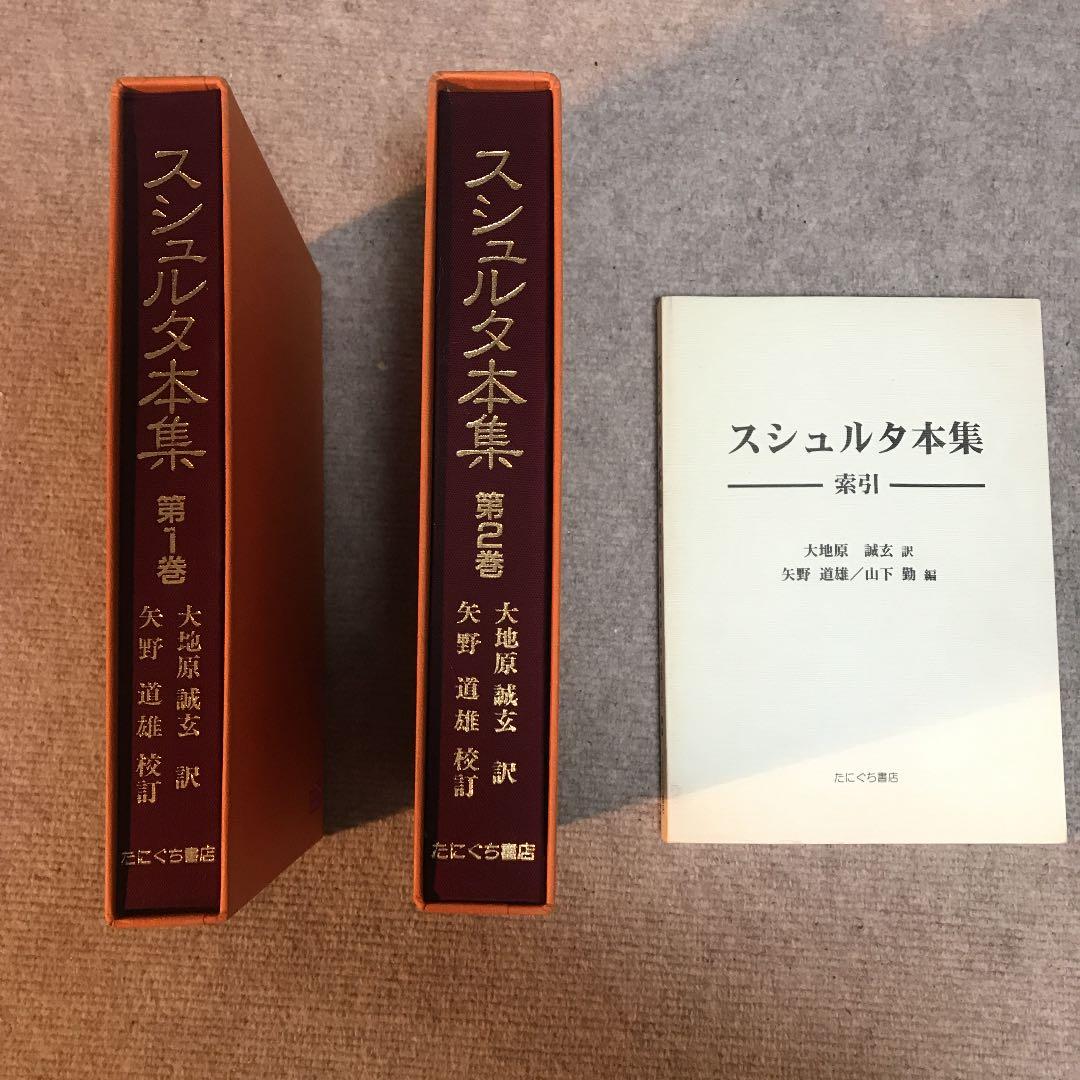 スシュルタ本集 第1巻
大地原誠玄 訳
矢野 道雄 校訂
たにぐち書店
スシュルタ本集 第2巻
大地原誠玄 訳
矢野 道雄 校訂
たにぐち書店
スシュルタ本集
索引
大地原 誠玄 訳
矢野 道雄／山下 勤 編
たにぐち書店